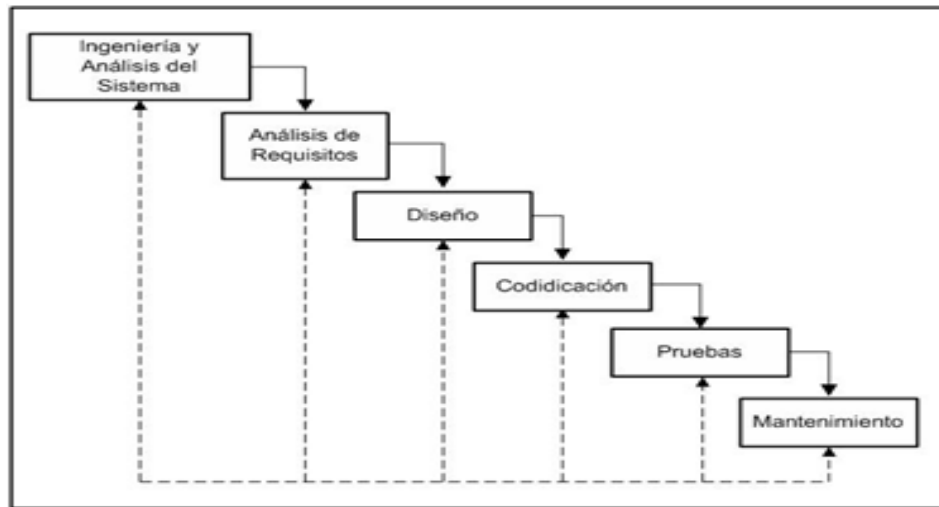 Ingeniería y
Análisis del
Sistema
Análisis de
Requisitos
Diseño
Codidicación
Pruebas
Mantenimiento